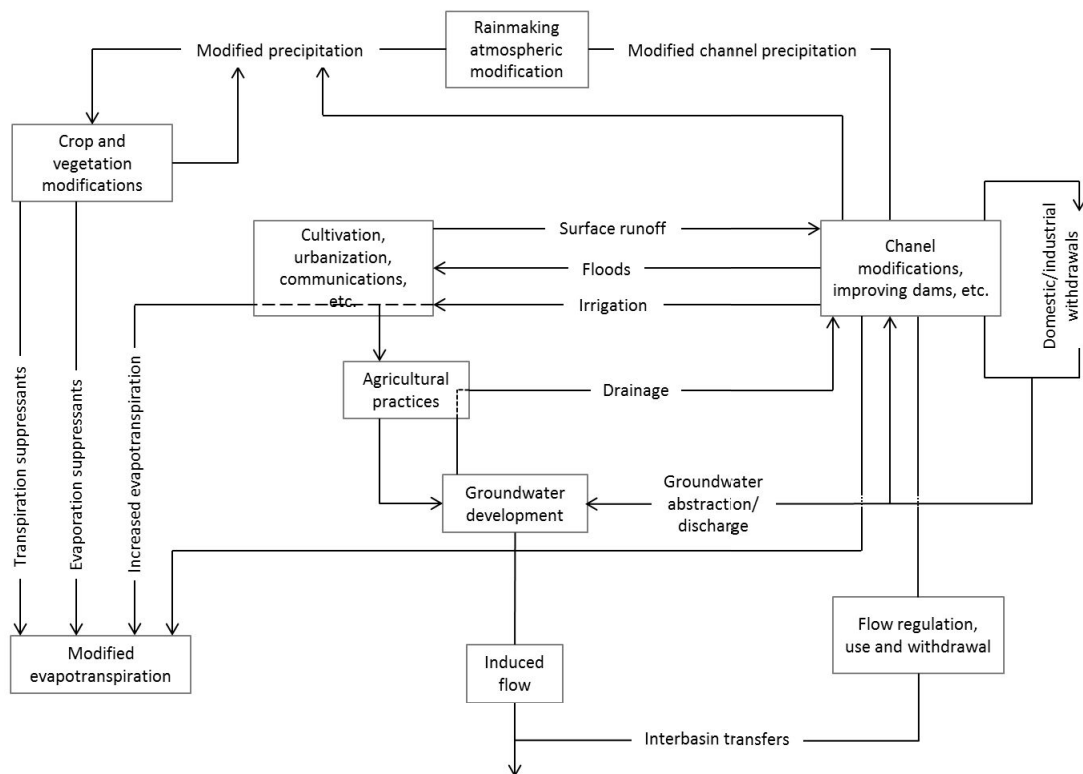 Rainmaking
atmospheric
modification
Modified precipitation
Modified channel precipitation
Crop and
vegetation
modifications
Cultivation,
urbanization,
communications,
etc.
Surface runoff
Floods
Irrigation
Chanel
modifications,
improving dams, etc.
Domestic/industrial
withdrawals
Agricultural
practices
Drainage
Groundwater
development
Groundwater
abstraction/
discharge
Transpiration suppressants
Evaporation suppressants
Increased evapotranspiration
Modified
evapotranspiration
Induced
flow
Flow regulation,
use and withdrawal
Interbasin transfers